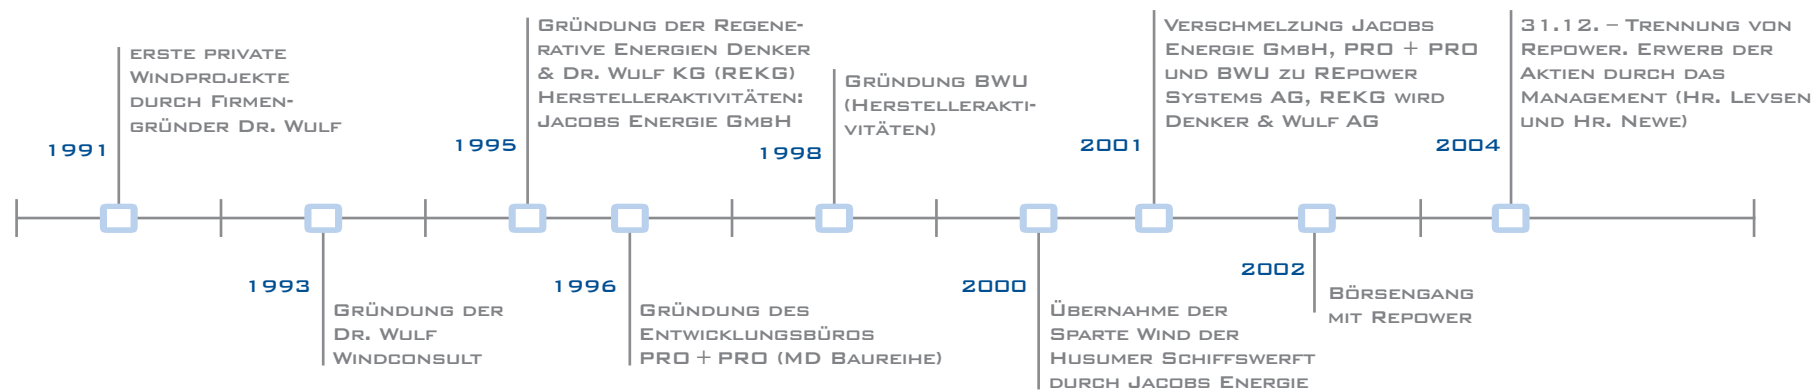 1991
Erste private
Windprojekte
durch Firmen-
gründer Dr. Wulf
1993
Gründung der
Dr. Wulf
Windconsult
1995
Gründung der Regene-
rative Energien Denker
& Dr. Wulf KG (REKG)
Herstelleraktivitäten:
Jacobs Energie GmbH
1996
Gründung des
Entwicklungsbüros
PRO + PRO (MD Baureihe)
1998
Gründung BWU
(Herstellerakti-
vitäten)
2000
Übernahme der
Sparte Wind der
Husumer Schiffswerft
durch Jacobs Energie
2001
Verschmelzung Jacobs
Energie GmbH, PRO + PRO
und BWU zu REpower
Systems AG, REKG wird
Denker & Wulf AG
2002
Börsengang
mit Repower
2004
31.12. – Trennung von
Repower. Erwerb der
Aktien durch das
Management (Hr. Levsen
und Hr. Newe)